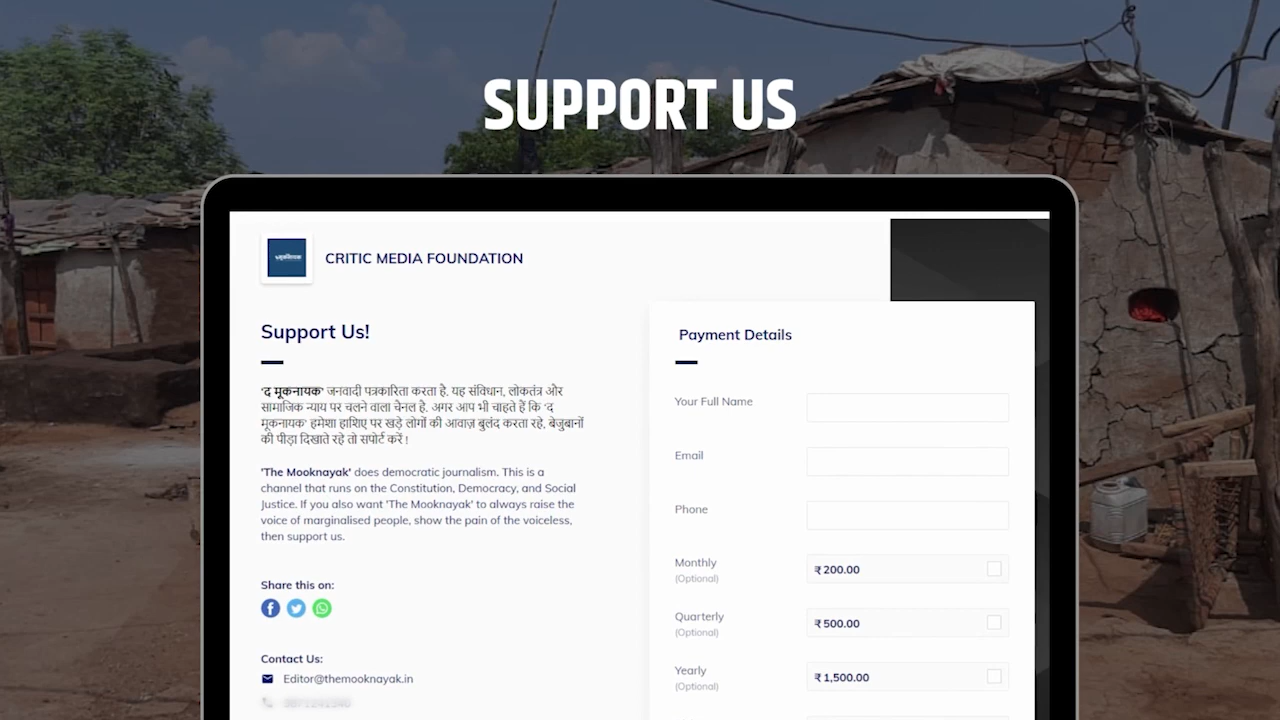 SUPPORT US
CRITIC MEDIA FOUNDATION
Support Us!
'द मूकनायक' जनवादी पत्रकारिता करता है. यह संविधान, लोकतंत्र और
सामाजिक न्याय पर चलने वाला चैनल है. अगर आप भी चाहते हैं कि 'द
मूकनायक' हमेशा हाशिए पर खड़े लोगों की आवाज़ बुलंद करता रहे, बेजुबानों
की पीड़ा दिखाते रहे तो सपोर्ट करें !
'The Mooknayak' does democratic journalism. This is a
channel that runs on the Constitution, Democracy, and Social
Justice. If you also want 'The Mooknayak' to always raise the
voice of marginalised people, show the pain of the voiceless,
then support us.
Share this on:
Contact Us:
Editor@themooknayak.in
Payment Details
Your Full Name
Email
Phone
Monthly
(Optional)
₹ 200.00
Quarterly
(Optional)
₹ 500.00
Yearly
(Optional)
₹ 1,500.00